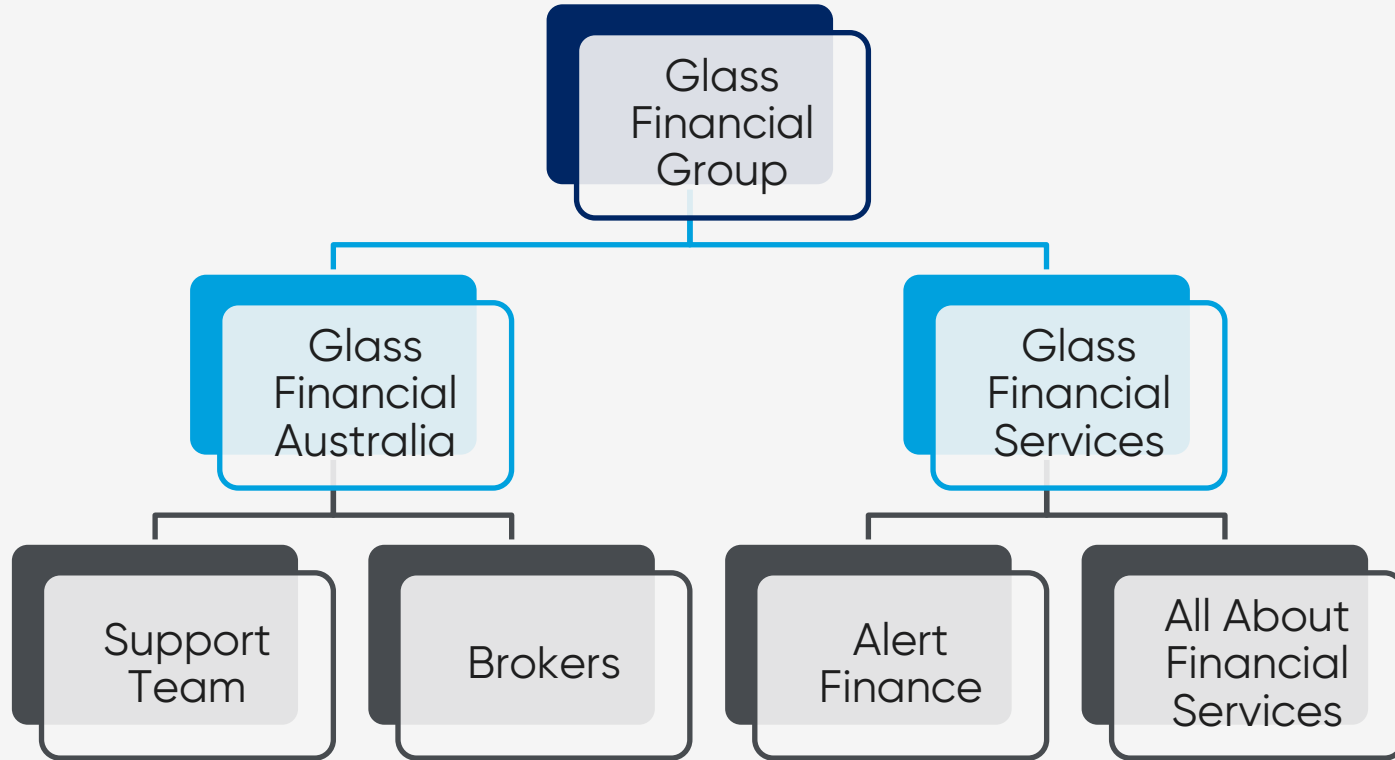 Glass
Financial
Group
Glass
Financial
Australia
Glass
Financial
Services
Support
Team
Brokers
Alert
Finance
All About
Financial
Services